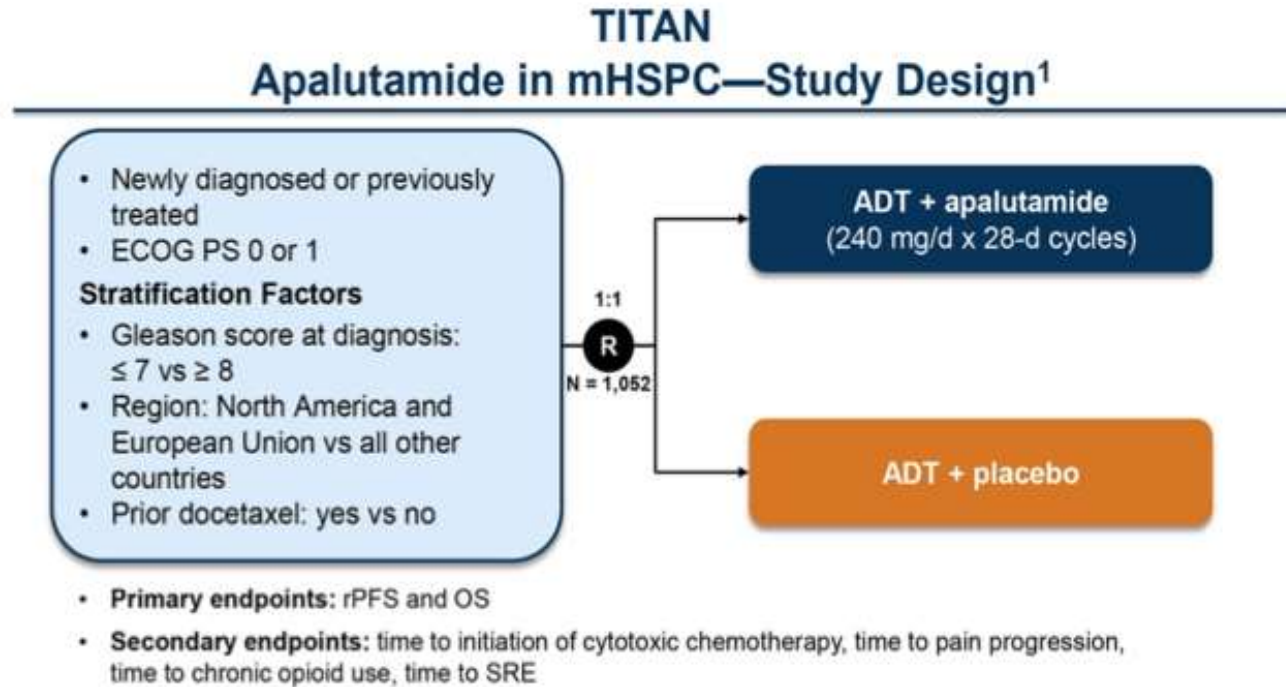 TITAN
Apalutamide in mHSPC—Study Design¹
• Newly diagnosed or previously
treated
• ECOG PS 0 or 1
Stratification Factors
• Gleason score at diagnosis:
≤ 7 vs ≥ 8
• Region: North America and
European Union vs all other
countries
• Prior docetaxel: yes vs no
1:1
R
N = 1,052
ADT + apalutamide
(240 mg/d x 28-d cycles)
ADT + placebo
• Primary endpoints: rPFS and OS
• Secondary endpoints: time to initiation of cytotoxic chemotherapy, time to pain progression,
time to chronic opioid use, time to SRE